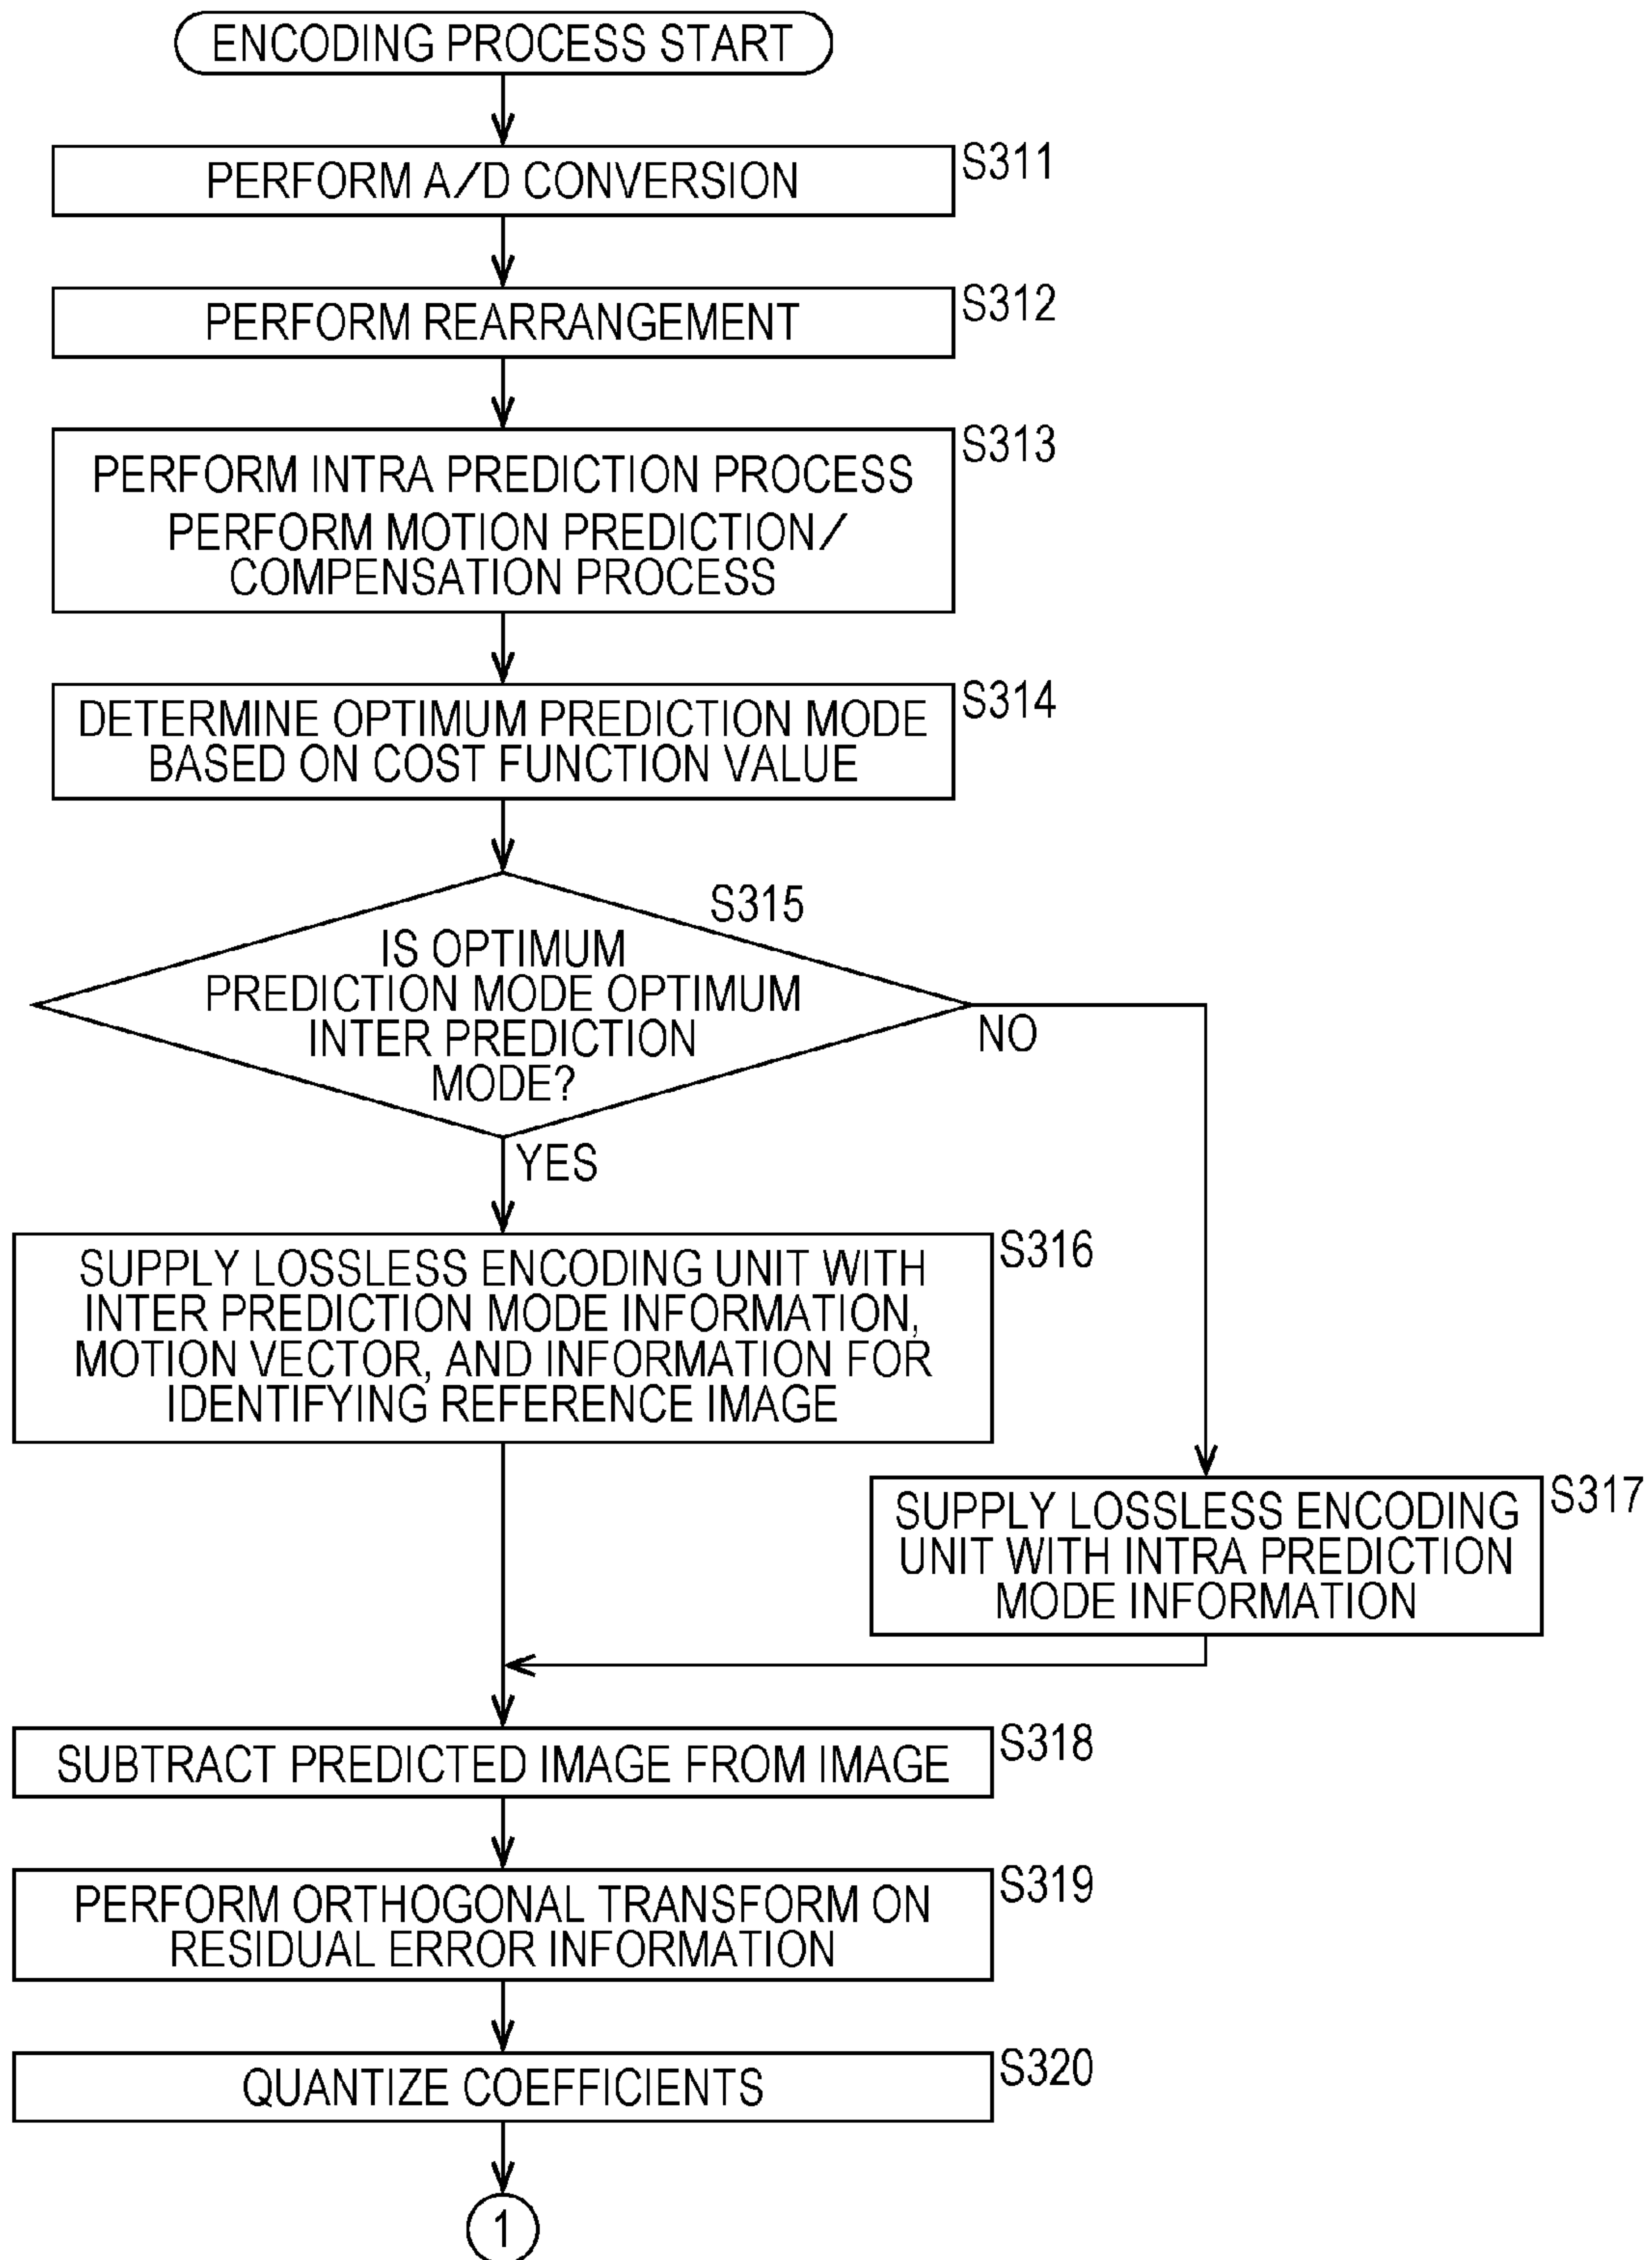 ENCODING PROCESS START
PERFORM A/D CONVERSION
S311
PERFORM REARRANGEMENT
S312
PERFORM INTRA PREDICTION PROCESS
PERFORM MOTION PREDICTION/
COMPENSATION PROCESS
S313
DETERMINE OPTIMUM PREDICTION MODE
BASED ON COST FUNCTION VALUE
S314
S315
IS OPTIMUM
PREDICTION MODE OPTIMUM
INTER PREDICTION
MODE?
NO
YES
SUPPLY LOSSLESS ENCODING UNIT WITH
INTER PREDICTION MODE INFORMATION,
MOTION VECTOR, AND INFORMATION FOR
IDENTIFYING REFERENCE IMAGE
S316
SUPPLY LOSSLESS ENCODING
UNIT WITH INTRA PREDICTION
MODE INFORMATION
S317
SUBTRACT PREDICTED IMAGE FROM IMAGE
S318
PERFORM ORTHOGONAL TRANSFORM ON
RESIDUAL ERROR INFORMATION
S319
QUANTIZE COEFFICIENTS
S320
1